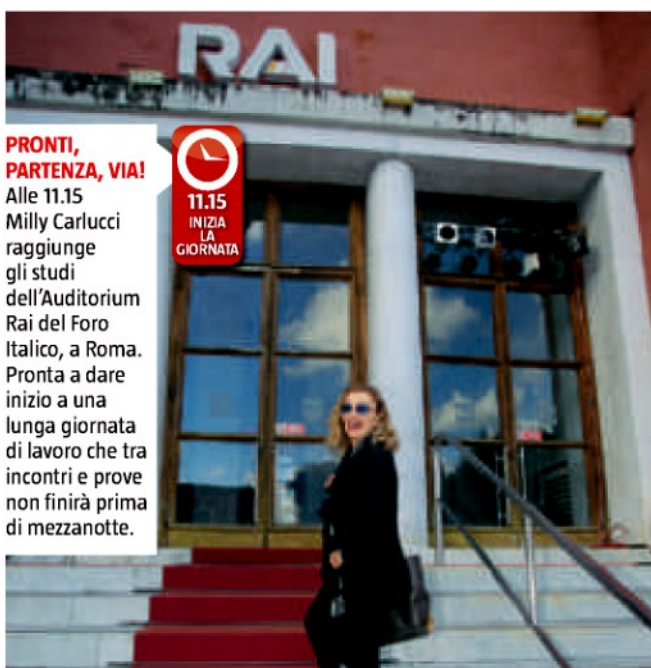 RAI
PRONTI,
PARTENZA, VIA!
Alle 11.15
Milly Carlucci
raggiunge
gli studi
dell'Auditorium
Rai del Foro
Italico, a Roma.
Pronta a dare
inizio a una
lunga giornata
di lavoro che tra
incontri e prove
non finirà prima
di mezzanotte.
11.15
INIZIA
LA
GIORNATA